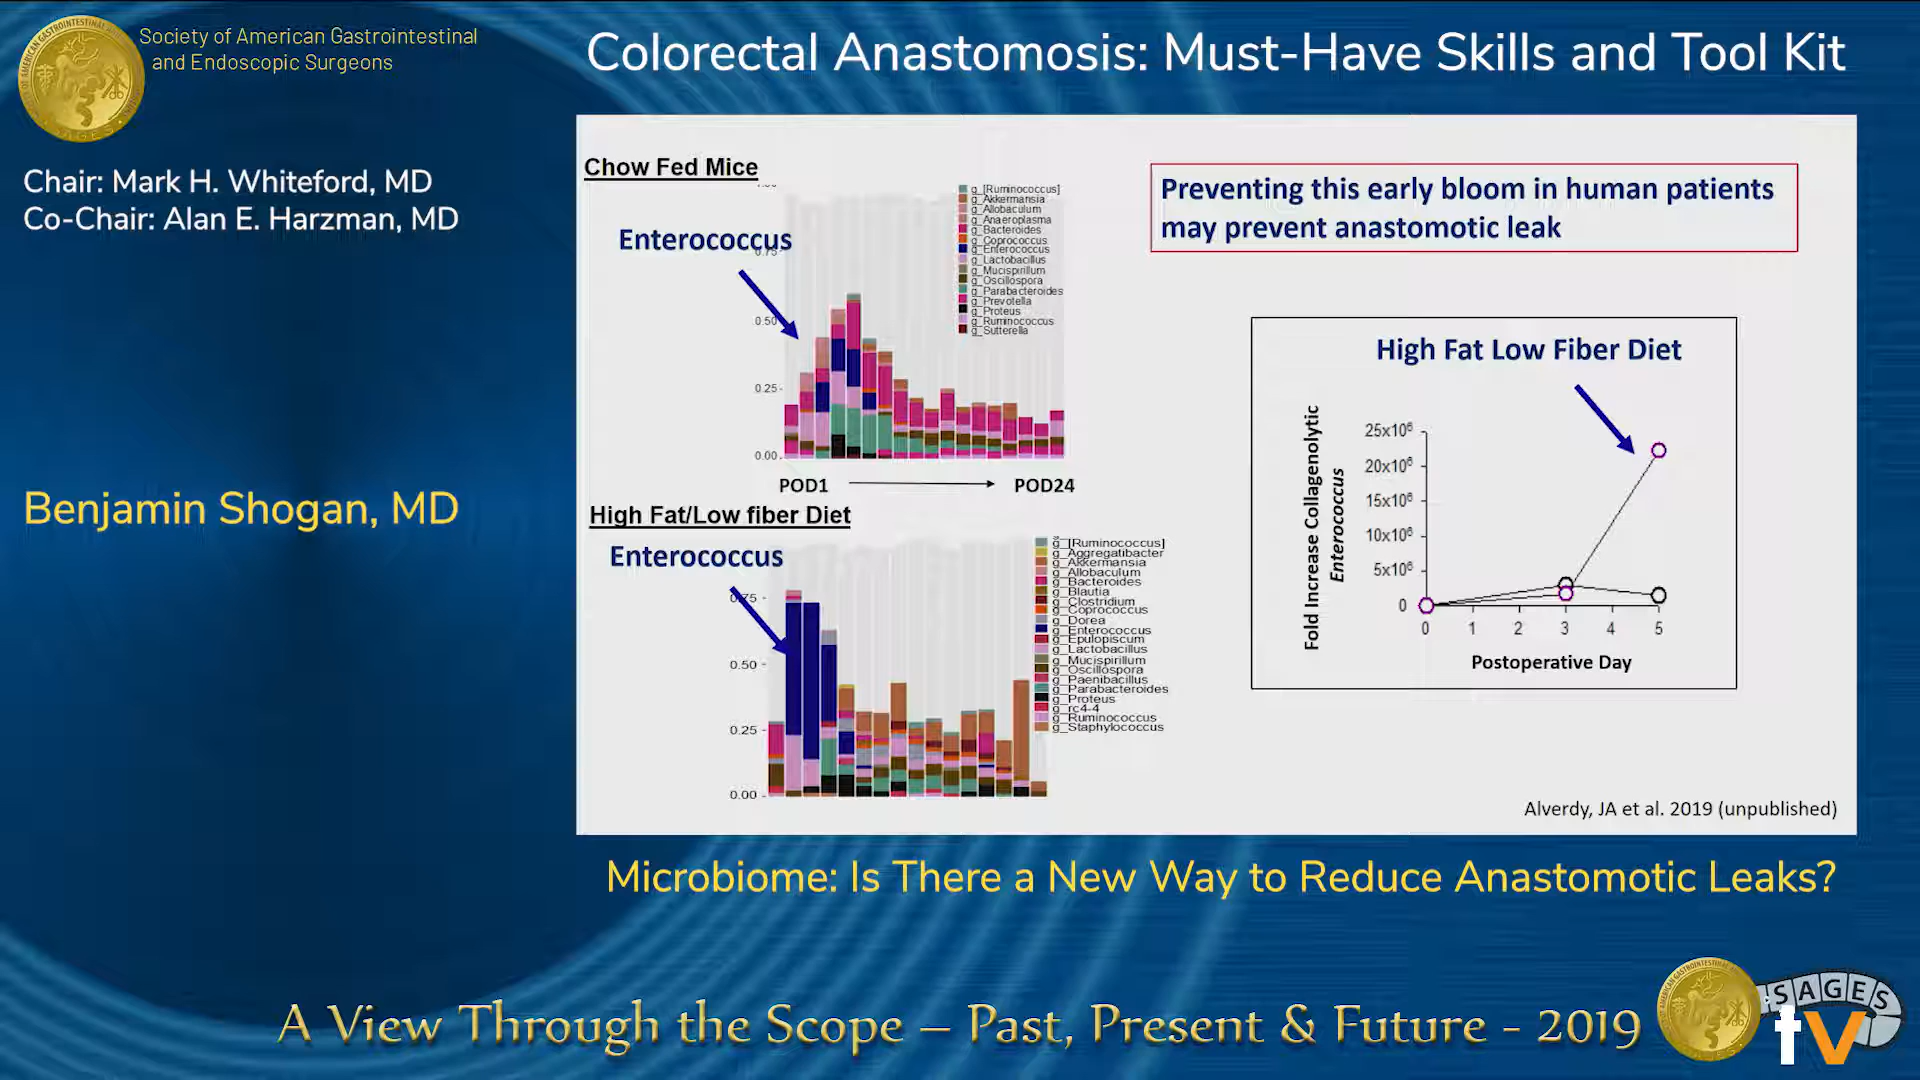 Society of American Gastrointestinal
and Endoscopic Surgeons
Colorectal Anastomosis: Must-Have Skills and Tool Kit
Chair: Mark H. Whiteford, MD
Co-Chair: Alan E. Harzman, MD
Benjamin Shogan, MD
Chow Fed Mice
Enterococcus
0.75
0.50
0.25
0.00
g_[Ruminococcus]
g_Akkermansia
g_Allobaculum
g_Anaeroplasma
g_Bacteroides
g_Coprococcus
g_Enterococcus
g_Lactobacillus
g_Mucispirillum
g_Oscillospora
g_Parabacteroides
g_Prevotella
g_Proteus
g_Ruminococcus
g_Sutterella
POD1
POD24
High Fat/Low fiber Diet
Enterococcus
0.75
0.50
0.25
0.00
g_[Ruminococcus]
g_Aggregatibacter
g_Akkermansia
g_Allobaculum
g_Bacteroides
g_Blautia
g_Clostridium
g_Coprococcus
g_Dorea
g_Enterococcus
g_Epulopiscum
g_Lactobacillus
g_Mucispirillum
g_Oscillospora
g_Paenibacillus
g_Parabacteroides
g_Proteus
g_rc4-4
g_Ruminococcus
g_Staphylococcus
Preventing this early bloom in human patients
may prevent anastomotic leak
High Fat Low Fiber Diet
Fold Increase Collagenolytic
Enterococcus
25x10⁶
20x10⁶
15x10⁶
10x10⁶
5x10⁶
0
0 1 2 3 4 5
Postoperative Day
Alverdy, JA et al. 2019 (unpublished)
Microbiome: Is There a New Way to Reduce Anastomotic Leaks?
A View Through the Scope – Past, Present & Future - 2019
SAGES
tv